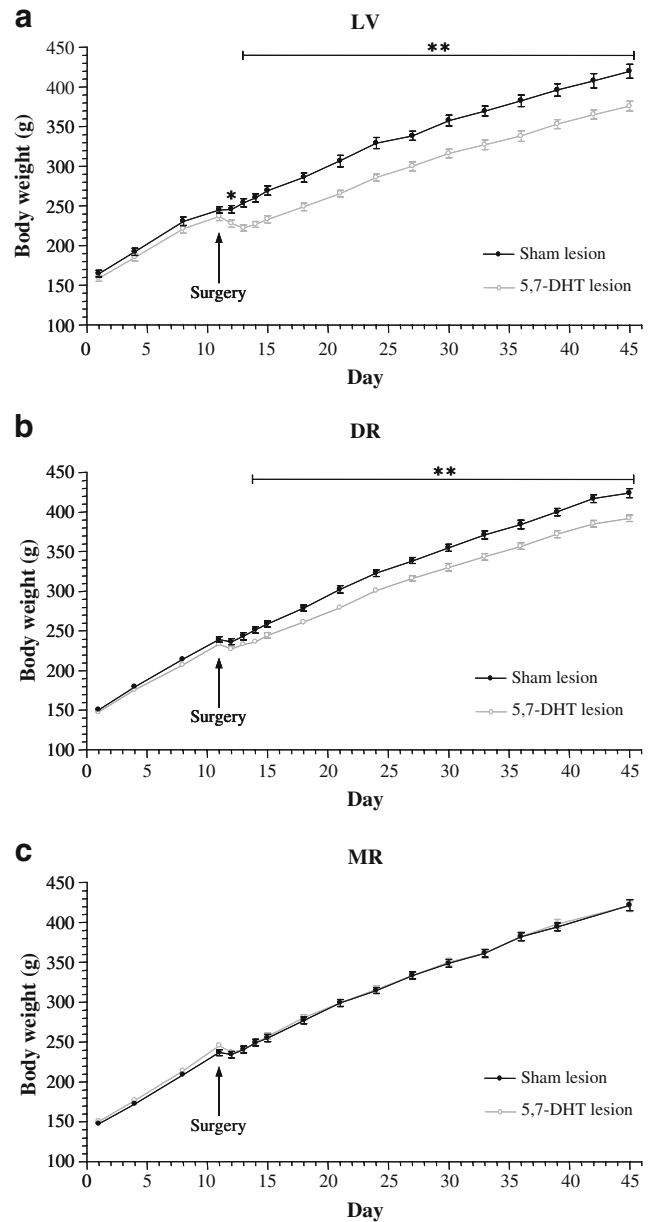 a
LV
**
*
450
400
350
300
250
200
150
100
Body weight (g)
Surgery
Sham lesion
5,7-DHT lesion
0 5 10 15 20 25 30 35 40 45
Day
b
DR
**
450
400
350
300
250
200
150
100
Body weight (g)
Surgery
Sham lesion
5,7-DHT lesion
0 5 10 15 20 25 30 35 40 45
Day
c
MR
450
400
350
300
250
200
150
100
Body weight (g)
Surgery
Sham lesion
5,7-DHT lesion
0 5 10 15 20 25 30 35 40 45
Day